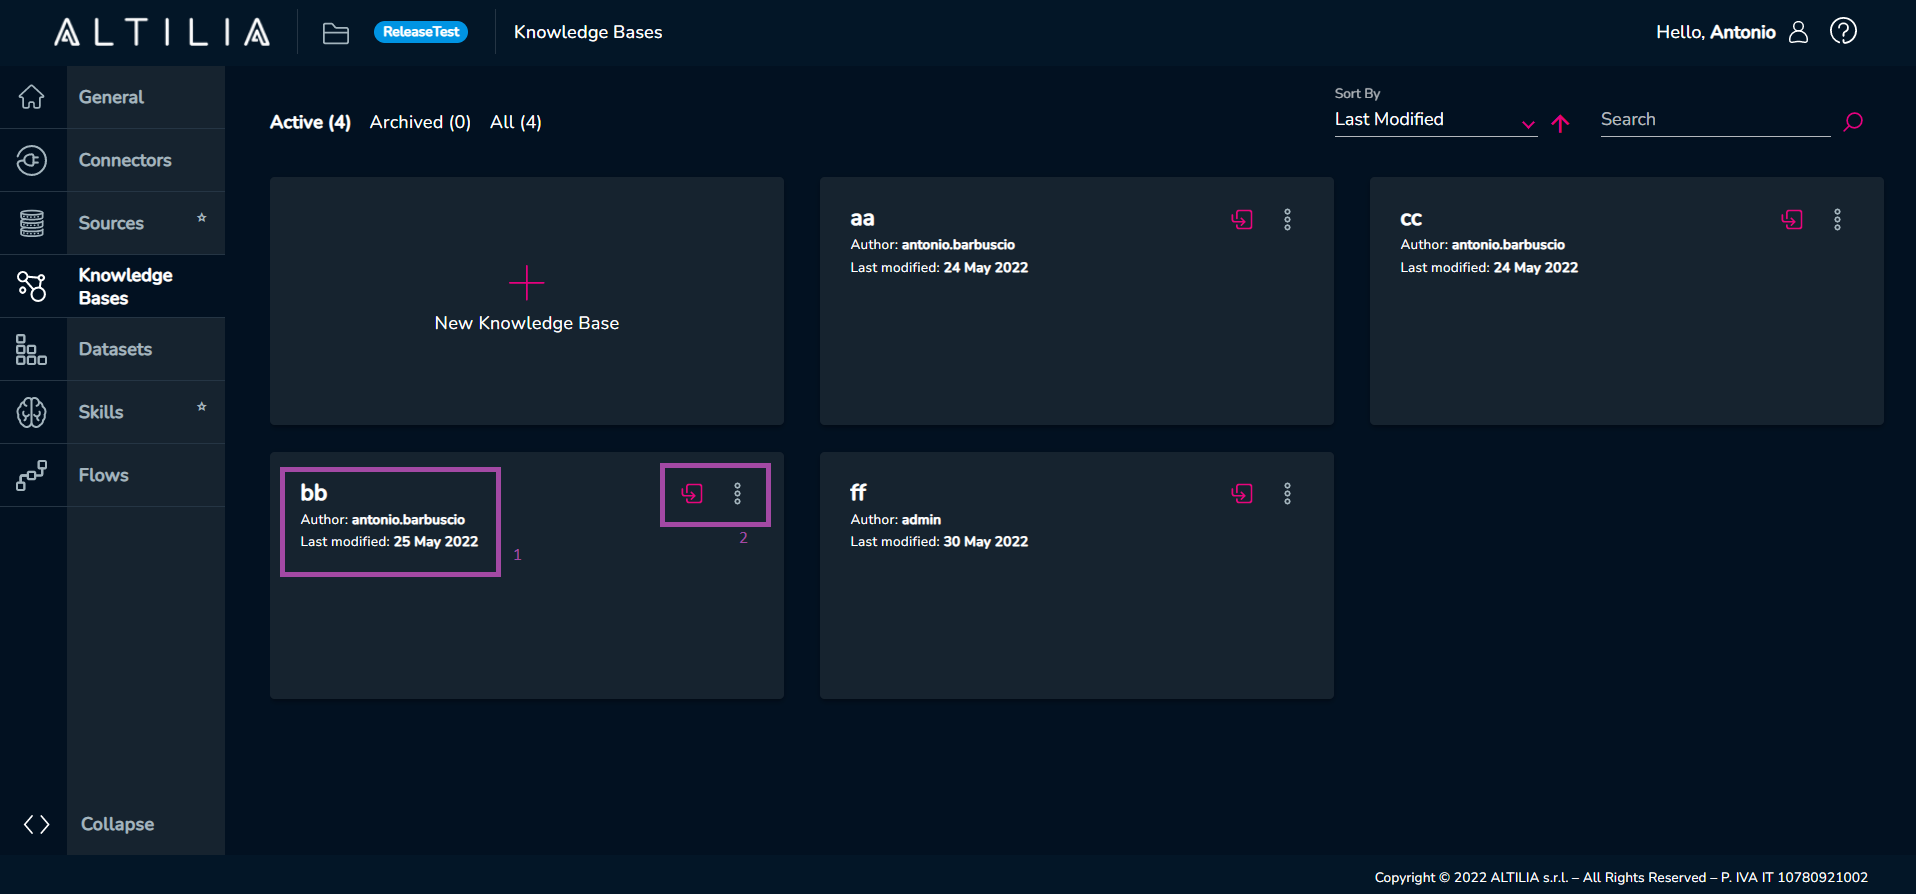 ALTILIA
ReleaseTest
Knowledge Bases
Hello, Antonio
General
Connectors
Sources
Knowledge
Bases
Datasets
Skills
Flows
Collapse
Active (4) Archived (0) All (4)
Sort By
Last Modified
Search
New Knowledge Base
aa
Author: antonio.barbuscio
Last modified: 24 May 2022
cc
Author: antonio.barbuscio
Last modified: 24 May 2022
bb
Author: antonio.barbuscio
Last modified: 25 May 2022
1
2
ff
Author: admin
Last modified: 30 May 2022
Copyright © 2022 ALTILIA s.r.l. – All Rights Reserved – P. IVA IT 10780921002